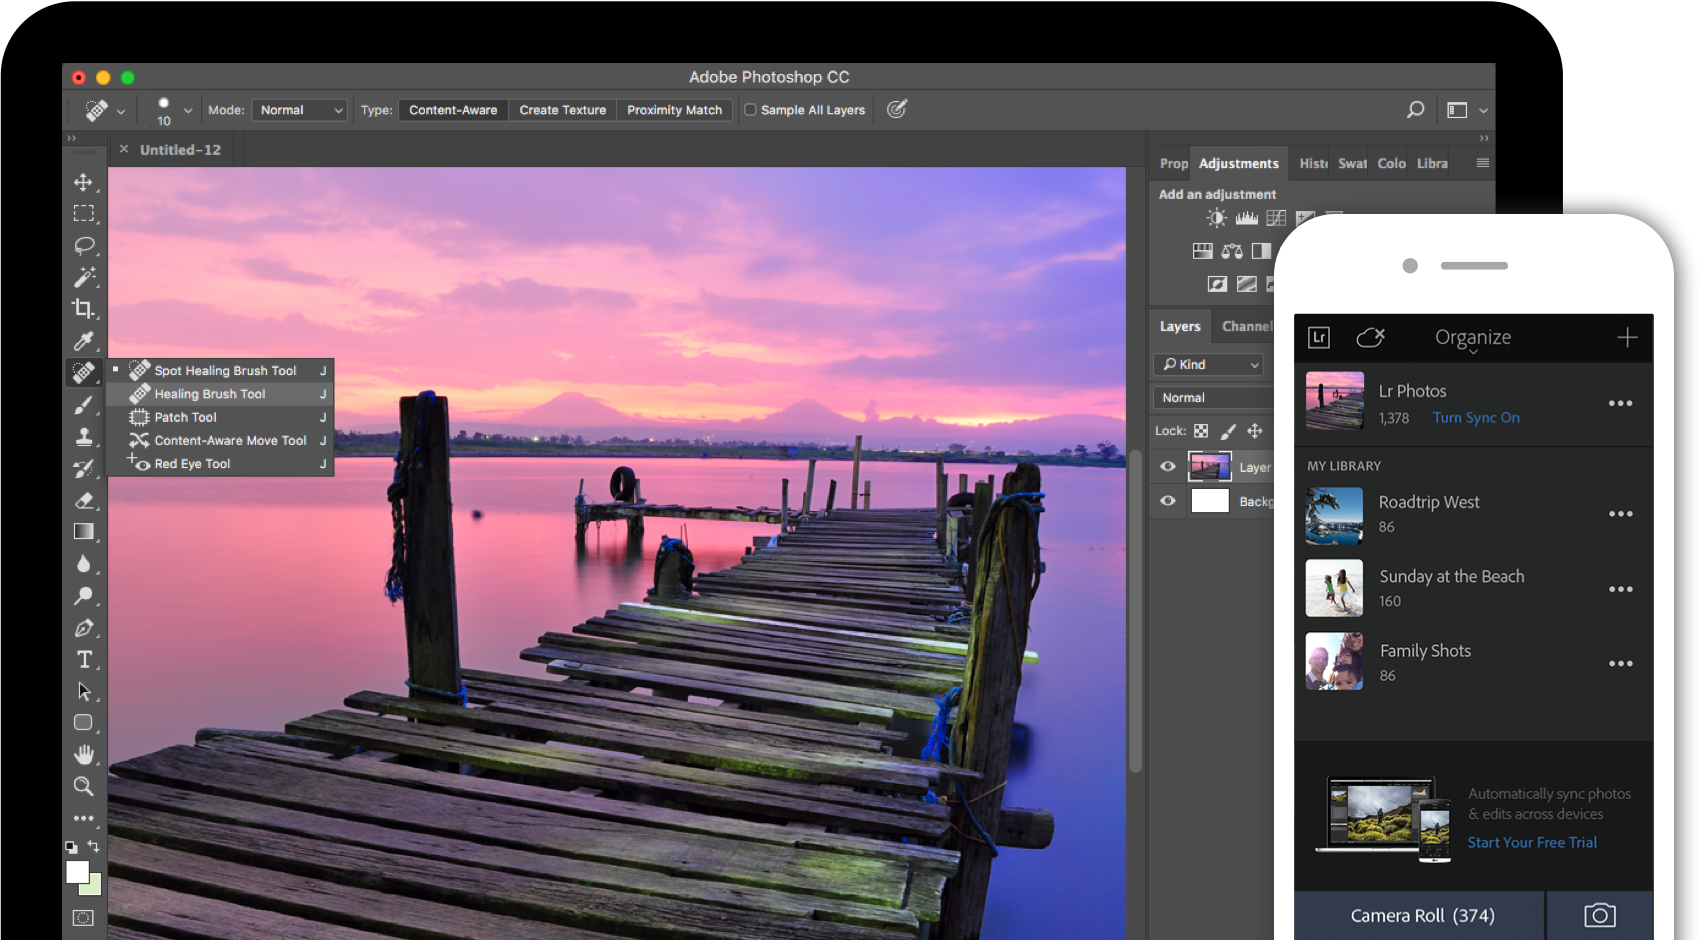 Adobe Photoshop CC
10
Mode: Normal Type: Content-Aware Create Texture Proximity Match Sample All Layers
Untitled-12
Prop Adjustments Histo Swat Colo Libra
Add an adjustment
Spot Healing Brush Tool J
Healing Brush Tool J
Patch Tool J
Content-Aware Move Tool J
Red Eye Tool J
Layers Channel
Kind
Normal
Lock:
Layer
Backg
Lr Organize
Lr Photos
1,378 Turn Sync On
MY LIBRARY
Roadtrip West
86
Sunday at the Beach
160
Family Shots
86
Automatically sync photos
& edits across devices
Start Your Free Trial
Camera Roll (374)